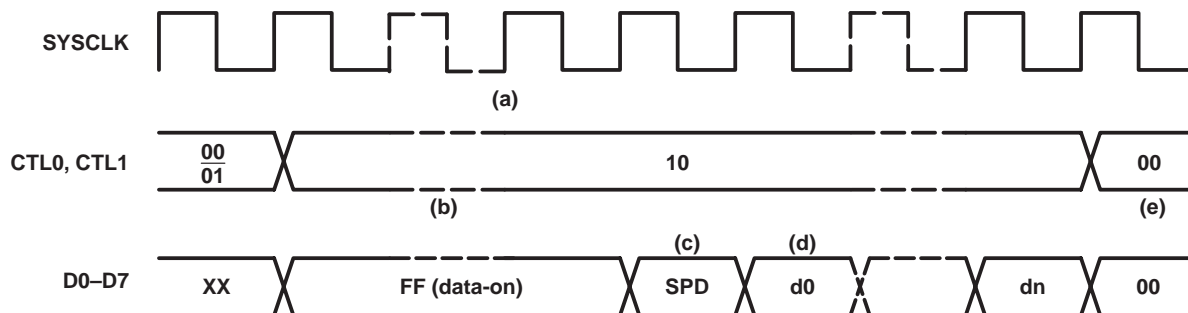 SYSCLK
(a)
CTL0, CTL1
00
01
10
00
(b)
(e)
(c)
(d)
D0–D7
XX
FF (data-on)
SPD
d0
dn
00